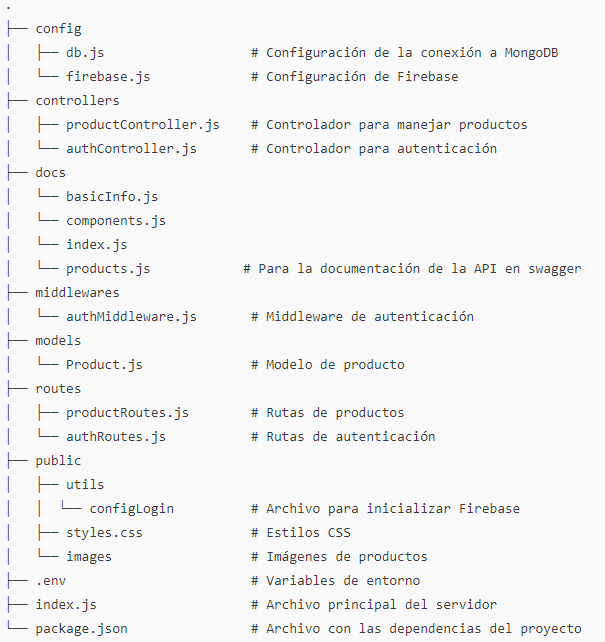 .
├── config
│   ├── db.js                   # Configuración de la conexión a MongoDB
│   └── firebase.js             # Configuración de Firebase
├── controllers
│   ├── productController.js    # Controlador para manejar productos
│   └── authController.js       # Controlador para autenticación
├── docs
│   └── basicInfo.js
│   └── components.js
│   └── index.js
│   └── products.js            # Para la documentación de la API en swagger
├── middlewares
│   └── authMiddleware.js       # Middleware de autenticación
├── models
│   └── Product.js              # Modelo de producto
├── routes
│   ├── productRoutes.js        # Rutas de productos
│   └── authRoutes.js           # Rutas de autenticación
├── public
│   ├── utils
│   │  └── configLogin          # Archivo para inicializar Firebase
│   ├── styles.css              # Estilos CSS
│   └── images                  # Imágenes de productos
├── .env                        # Variables de entorno
├── index.js                    # Archivo principal del servidor
└── package.json                # Archivo con las dependencias del proyecto